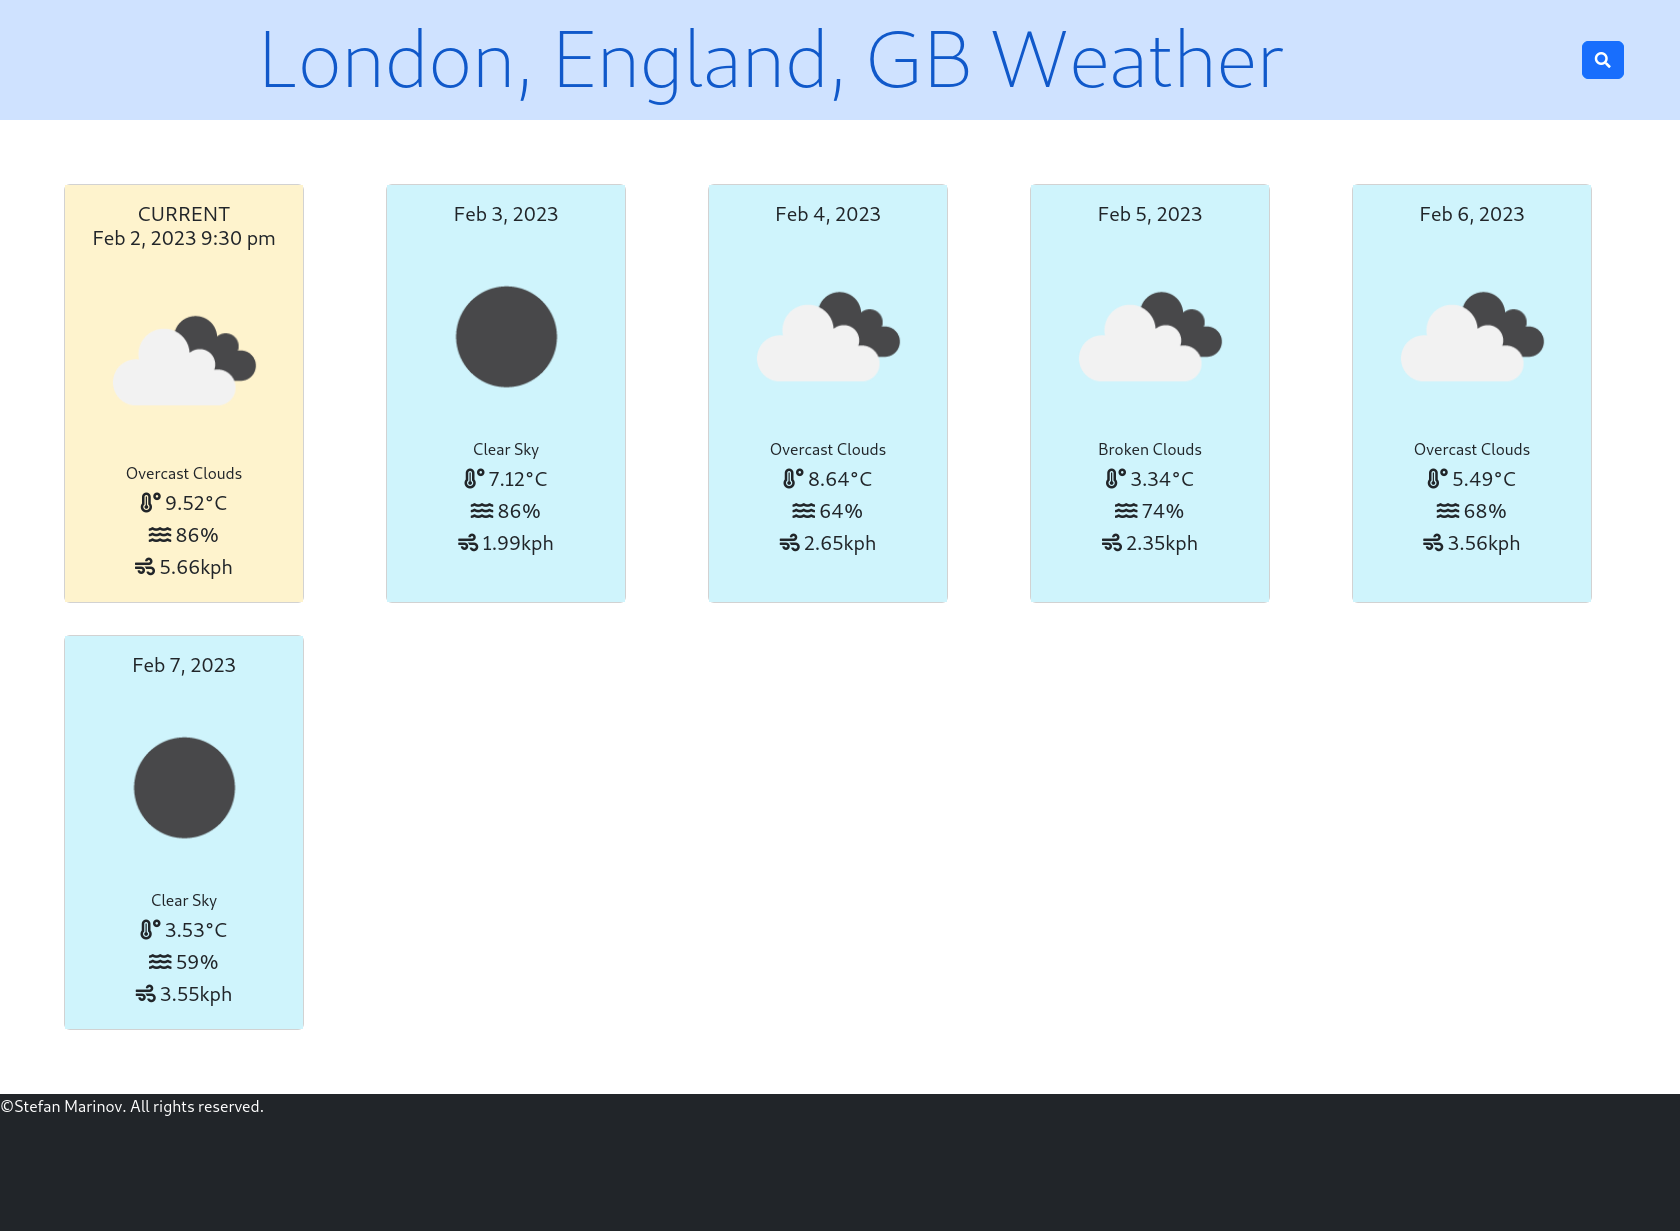 London, England, GB Weather
CURRENT
Feb 2, 2023 9:30 pm
Overcast Clouds
9.52°C
86%
5.66kph
Feb 3, 2023
Clear Sky
7.12°C
86%
1.99kph
Feb 4, 2023
Overcast Clouds
8.64°C
64%
2.65kph
Feb 5, 2023
Broken Clouds
3.34°C
74%
2.35kph
Feb 6, 2023
Overcast Clouds
5.49°C
68%
3.56kph
Feb 7, 2023
Clear Sky
3.53°C
59%
3.55kph
©Stefan Marinov. All rights reserved.